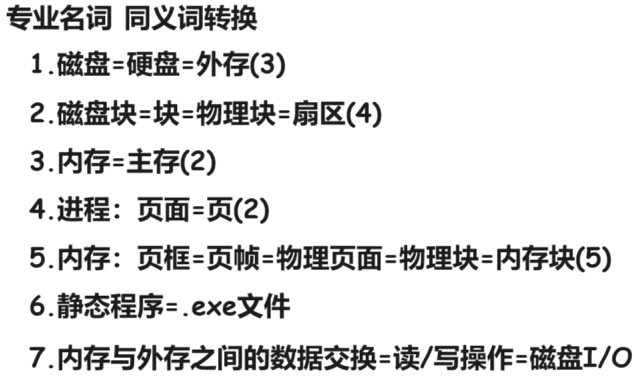 专业名词 同义词转换
1.磁盘=硬盘=外存(3)
2.磁盘块=块=物理块=扇区(4)
3.内存=主存(2)
4.进程：页面=页(2)
5.内存：页框=页帧=物理页面=物理块=内存块(5)
6.静态程序=.exe文件
7.内存与外存之间的数据交换=读/写操作=磁盘I/O